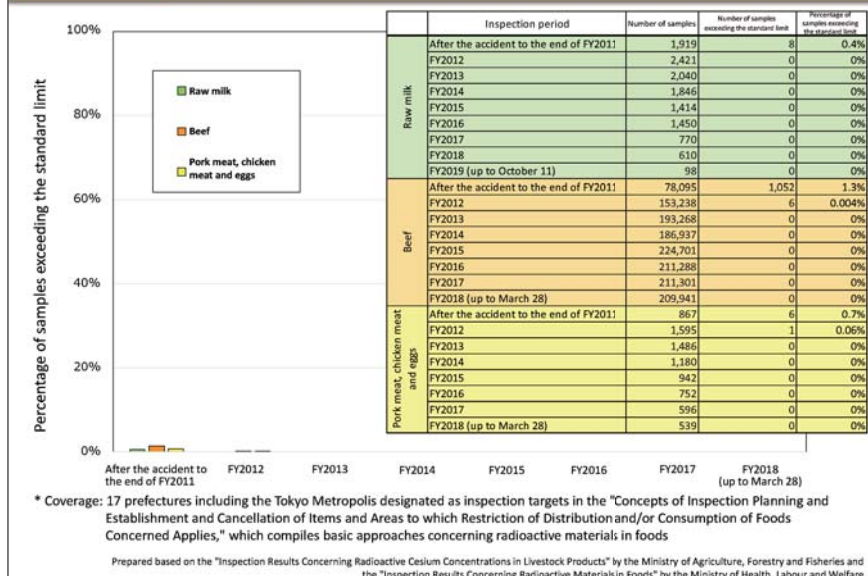 Percentage of samples exceeding the standard limit
100%
80%
60%
40%
20%
0%
Raw milk
Beef
Pork meat, chicken
meat and eggs
Inspection period Number of samples Number of samples exceeding the standard limit Percentage of samples exceeding the standard limit
Raw milk
After the accident to the end of FY2011 1,919 8 0.4%
FY2012 2,421 0 0%
FY2013 2,040 0 0%
FY2014 1,846 0 0%
FY2015 1,414 0 0%
FY2016 1,450 0 0%
FY2017 770 0 0%
FY2018 610 0 0%
FY2019 (up to October 11) 98 0 0%
Beef
After the accident to the end of FY2011 78,095 1,052 1.3%
FY2012 153,238 6 0.004%
FY2013 193,268 0 0%
FY2014 186,937 0 0%
FY2015 224,701 0 0%
FY2016 211,288 0 0%
FY2017 211,301 0 0%
FY2018 (up to March 28) 209,941 0 0%
Pork meat, chicken meat
and eggs
After the accident to the end of FY2011 867 6 0.7%
FY2012 1,595 1 0.06%
FY2013 1,486 0 0%
FY2014 1,180 0 0%
FY2015 942 0 0%
FY2016 752 0 0%
FY2017 596 0 0%
FY2018 (up to March 28) 539 0 0%
After the accident to
the end of FY2011
FY2012
FY2013
FY2014
FY2015
FY2016
FY2017
FY2018
(up to March 28)
* Coverage: 17 prefectures including the Tokyo Metropolis designated as inspection targets in the "Concepts of Inspection Planning and
Establishment and Cancellation of Items and Areas to which Restriction of Distribution and/or Consumption of Foods
Concerned Applies," which compiles basic approaches concerning radioactive materials in foods
Prepared based on the "Inspection Results Concerning Radioactive Cesium Concentrations in Livestock Products" by the Ministry of Agriculture, Forestry and Fisheries and
the "Inspection Results Concerning Radioactive Materials in Foods" by the Ministry of Health, Labour and Welfare